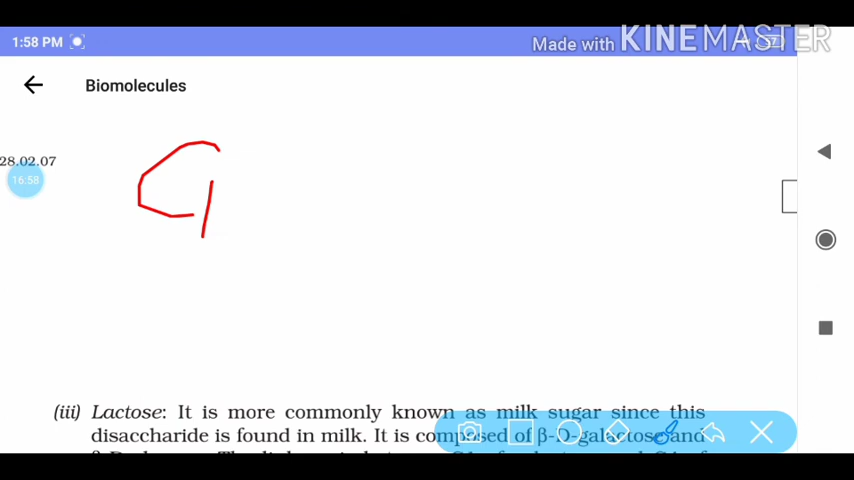 1:58 PM
Made with KINEMASTER
Biomolecules
28.02.07
16:58
(iii) Lactose: It is more commonly known as milk sugar since this
disaccharide is found in milk. It is composed of β-D-galactose and